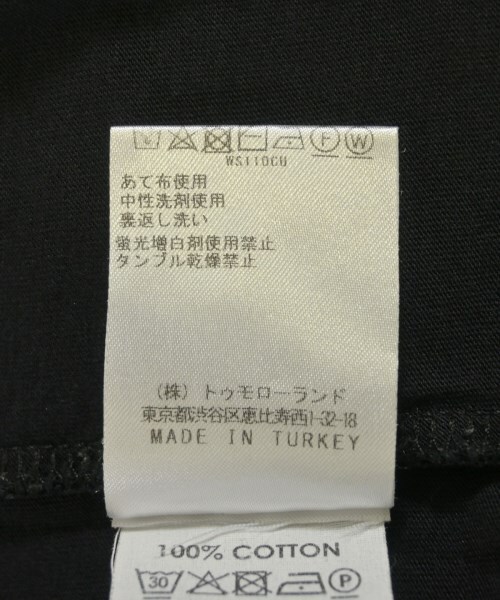 WS110CU
あて布使用
中性洗剤使用
裏返し洗い
蛍光増白剤使用禁止
タンブル乾燥禁止
(株) トゥモローランド
東京都渋谷区恵比寿西1-32-18
MADE IN TURKEY
100% COTTON
30 P